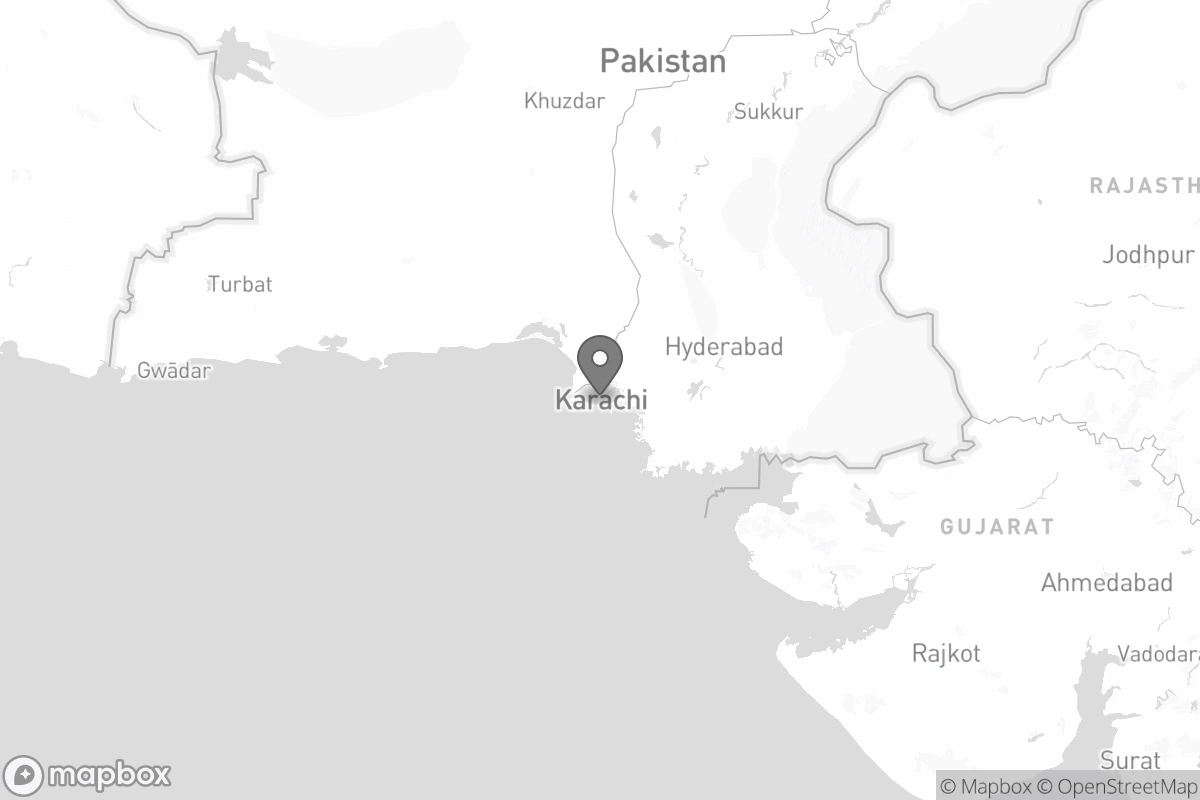 Pakistan
Khuzdar
Sukkur
RAJASTH
Jodhpur
Turbat
Hyderabad
Gwādar
Karachi
GUJARAT
Ahmedabad
Rajkot
Vadodara
Surat
mapbox
© Mapbox © OpenStreetMap